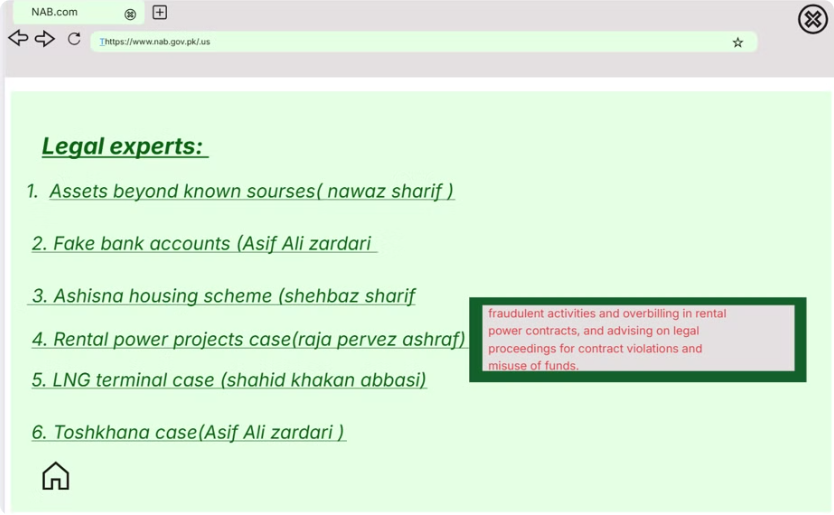 NAB.com
Thttps://www.nab.gov.pk/.us
Legal experts:
1. Assets beyond known sourses( nawaz sharif )
2. Fake bank accounts (Asif Ali zardari
3. Ashisna housing scheme (shehbaz sharif
4. Rental power projects case(raja pervez ashraf)
fraudulent activities and overbilling in rental
power contracts, and advising on legal
proceedings for contract violations and
misuse of funds.
5. LNG terminal case (shahid khakan abbasi)
6. Toshkhana case(Asif Ali zardari )